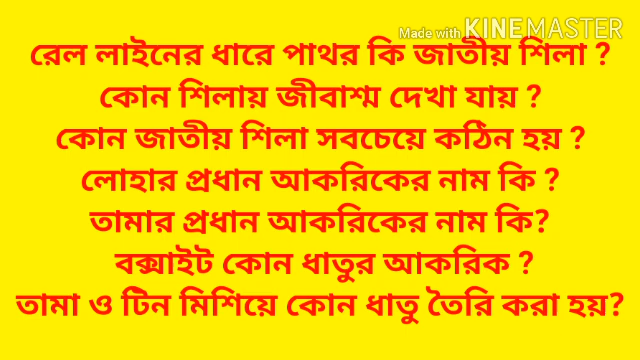 Made with KINEMASTER
রেল লাইনের ধারে পাথর কি জাতীয় শিলা ?
কোন শিলায় জীবাশ্ম দেখা যায় ?
কোন জাতীয় শিলা সবচেয়ে কঠিন হয় ?
লোহার প্রধান আকরিকের নাম কি ?
তামার প্রধান আকরিকের নাম কি?
বক্সাইট কোন ধাতুর আকরিক ?
তামা ও টিন মিশিয়ে কোন ধাতু তৈরি করা হয়?